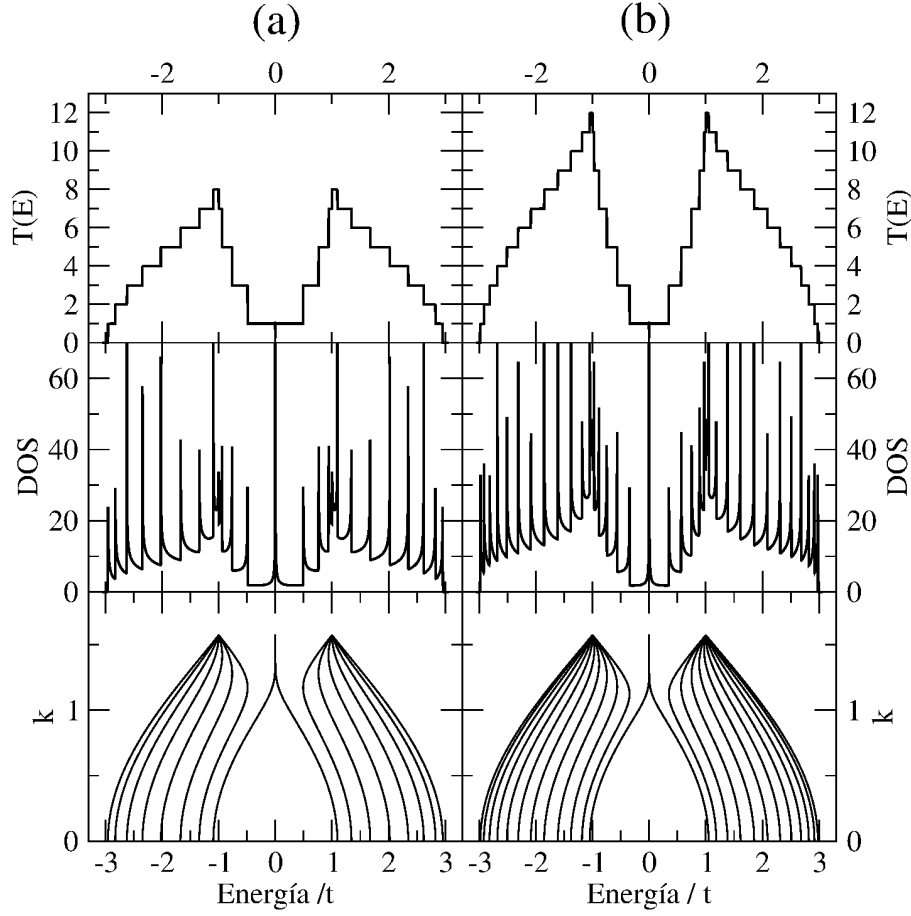 (a) (b)
-2 0 2 -2 0 2
12 12
10 10
8 8
6 6
4 4
2 2
0 0
T(E) T(E)
60 60
40 40
20 20
0 0
DOS DOS
1 1
0 0
k k
-3 -2 -1 0 1 2 3 -3 -2 -1 0 1 2 3
Energía /t Energía / t